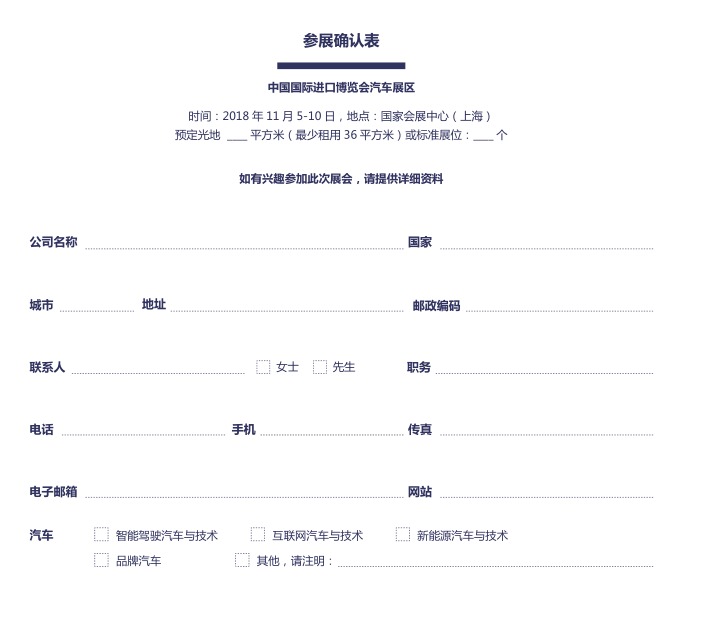 参展确认表
中国国际进口博览会汽车展区
时间：2018 年 11 月 5-10 日，地点：国家会展中心（上海）
预定光地 ___ 平方米（最少租用 36 平方米）或标准展位：___ 个
如有兴趣参加此次展会，请提供详细资料
公司名称 国家
城市 地址 邮政编码
联系人 女士 先生 职务
电话 手机 传真
电子邮箱 网站
汽车 智能驾驶汽车与技术 互联网汽车与技术 新能源汽车与技术
品牌汽车 其他，请注明：